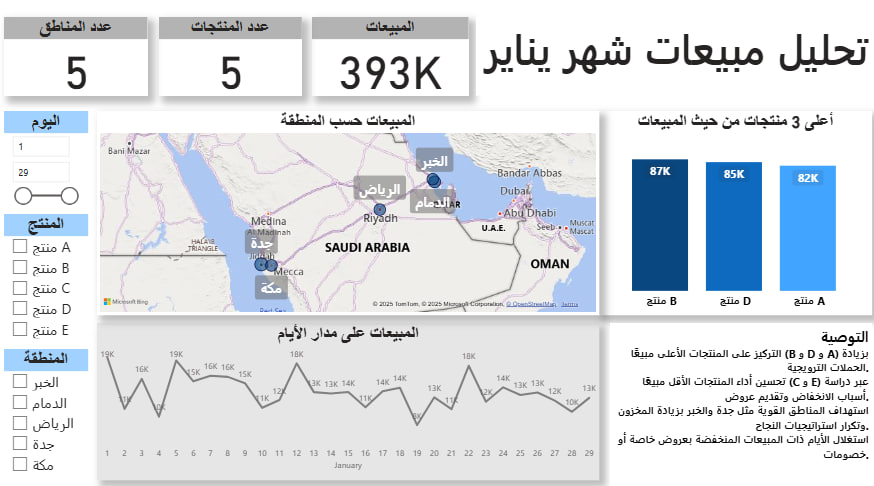 تحليل مبيعات شهر يناير
المبيعات
393K
عدد المنتجات
5
عدد المناطق
5
اليوم
1
29
المنتج
منتج A
منتج B
منتج C
منتج D
منتج E
المنطقة
الخبر
الدمام
الرياض
جدة
مكة
المبيعات حسب المنطقة
Bani Mazar
الخبر
Bandar Abbas
الرياض
الدمام
Dubai
Medina
Al Madinah
Riyadh
Abu Dhabi
Muscat
Mascat
Seeb
U.A.E.
HALA'IB
TRIANGLE
جدة
SAUDI ARABIA
Mecca
OMAN
مكة
Microsoft Bing
© 2025 TomTom, © 2025 Microsoft Corporation, © OpenStreetMap Terms
أعلى 3 منتجات من حيث المبيعات
87K
85K
82K
منتج B
منتج D
منتج A
المبيعات على مدار الأيام
19K 11K 16K 10K 19K 15K 16K 16K 15K 11K 12K 18K 13K 13K 14K 11K 14K 14K 8K 13K 11K 18K 12K 14K 13K 13K 12K 10K 13K
1 2 3 4 5 6 7 8 9 10 11 12 13 14 15 16 17 18 19 20 21 22 23 24 25 26 27 28 29
January
التوصية
بزيادة (A و D و B) التركيز على المنتجات الأعلى مبيعًا
.الحملات الترويجية
عبر دراسة (E و C) تحسين أداء المنتجات الأقل مبيعًا
.أسباب الانخفاض وتقديم عروض
استهداف المناطق القوية مثل جدة والخبر بزيادة المخزون
.وتكرار استراتيجيات النجاح
استغلال الأيام ذات المبيعات المنخفضة بعروض خاصة أو
.خصومات